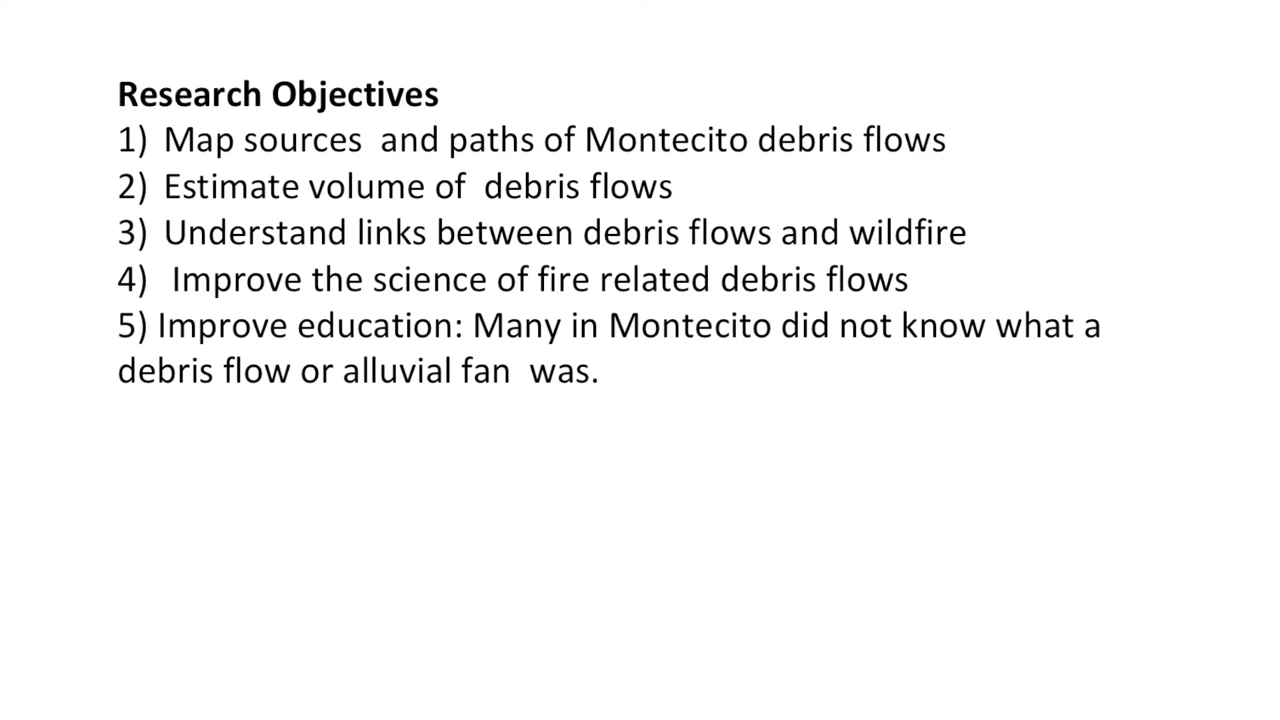 Research Objectives
1) Map sources and paths of Montecito debris flows
2) Estimate volume of debris flows
3) Understand links between debris flows and wildfire
4) Improve the science of fire related debris flows
5) Improve education: Many in Montecito did not know what a
debris flow or alluvial fan was.